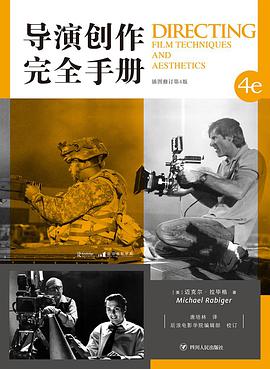 导演创作
完全手册
DIRECTING
FILM TECHNIQUES
AND
AESTHETICS
插图修订第4版
4e
[美] 迈克尔·拉毕格 著
Michael Rabiger
唐培林 译
后浪电影学院编辑部 校订
四川人民出版社